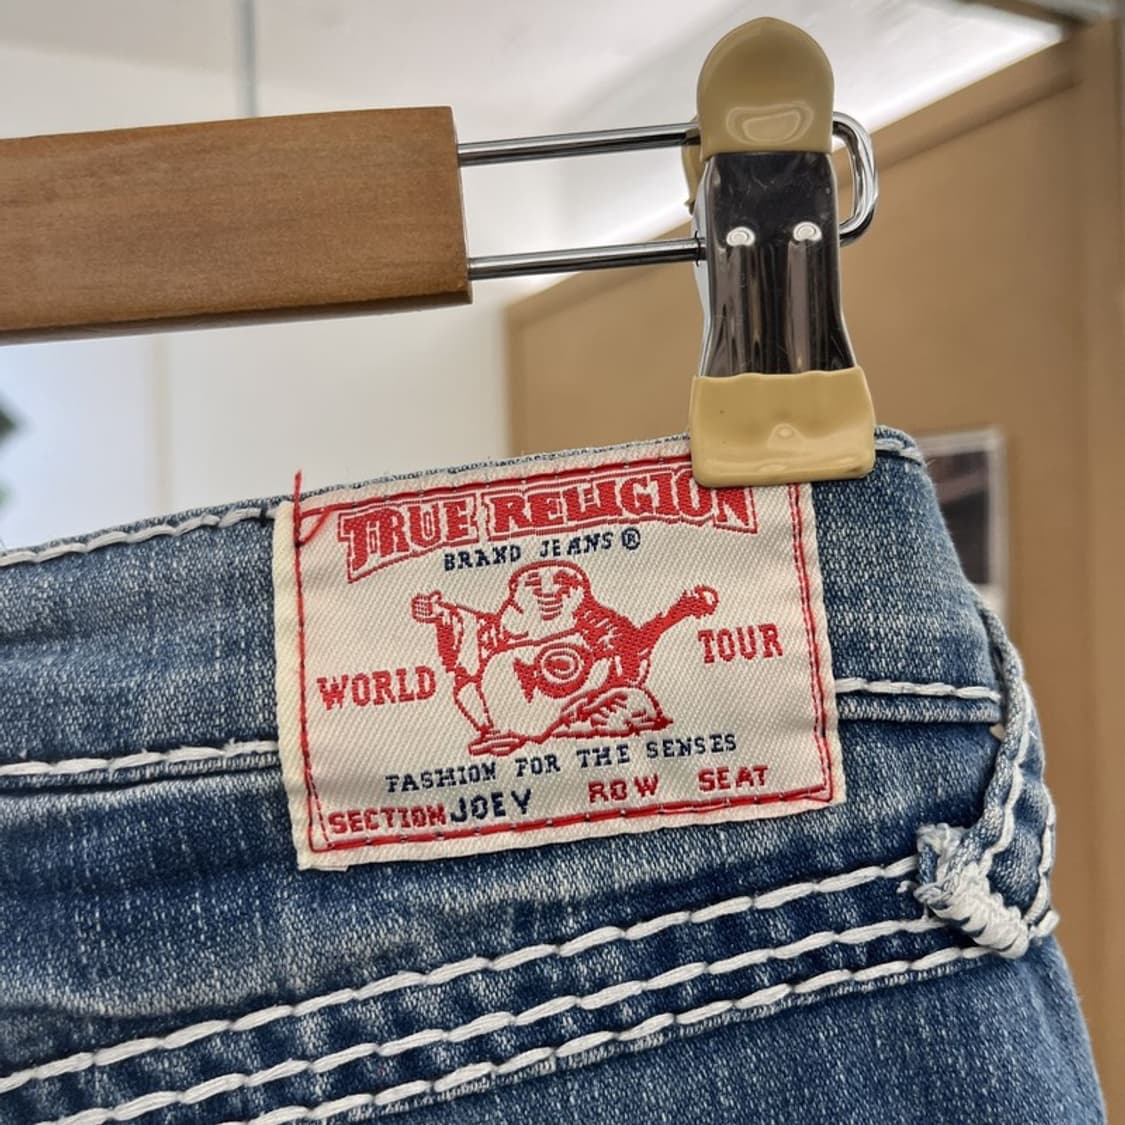 TRUE RELIGION
BRAND JEANS®
WORLD TOUR
FASHION FOR THE SENSES
SECTION JOEY ROW SEAT